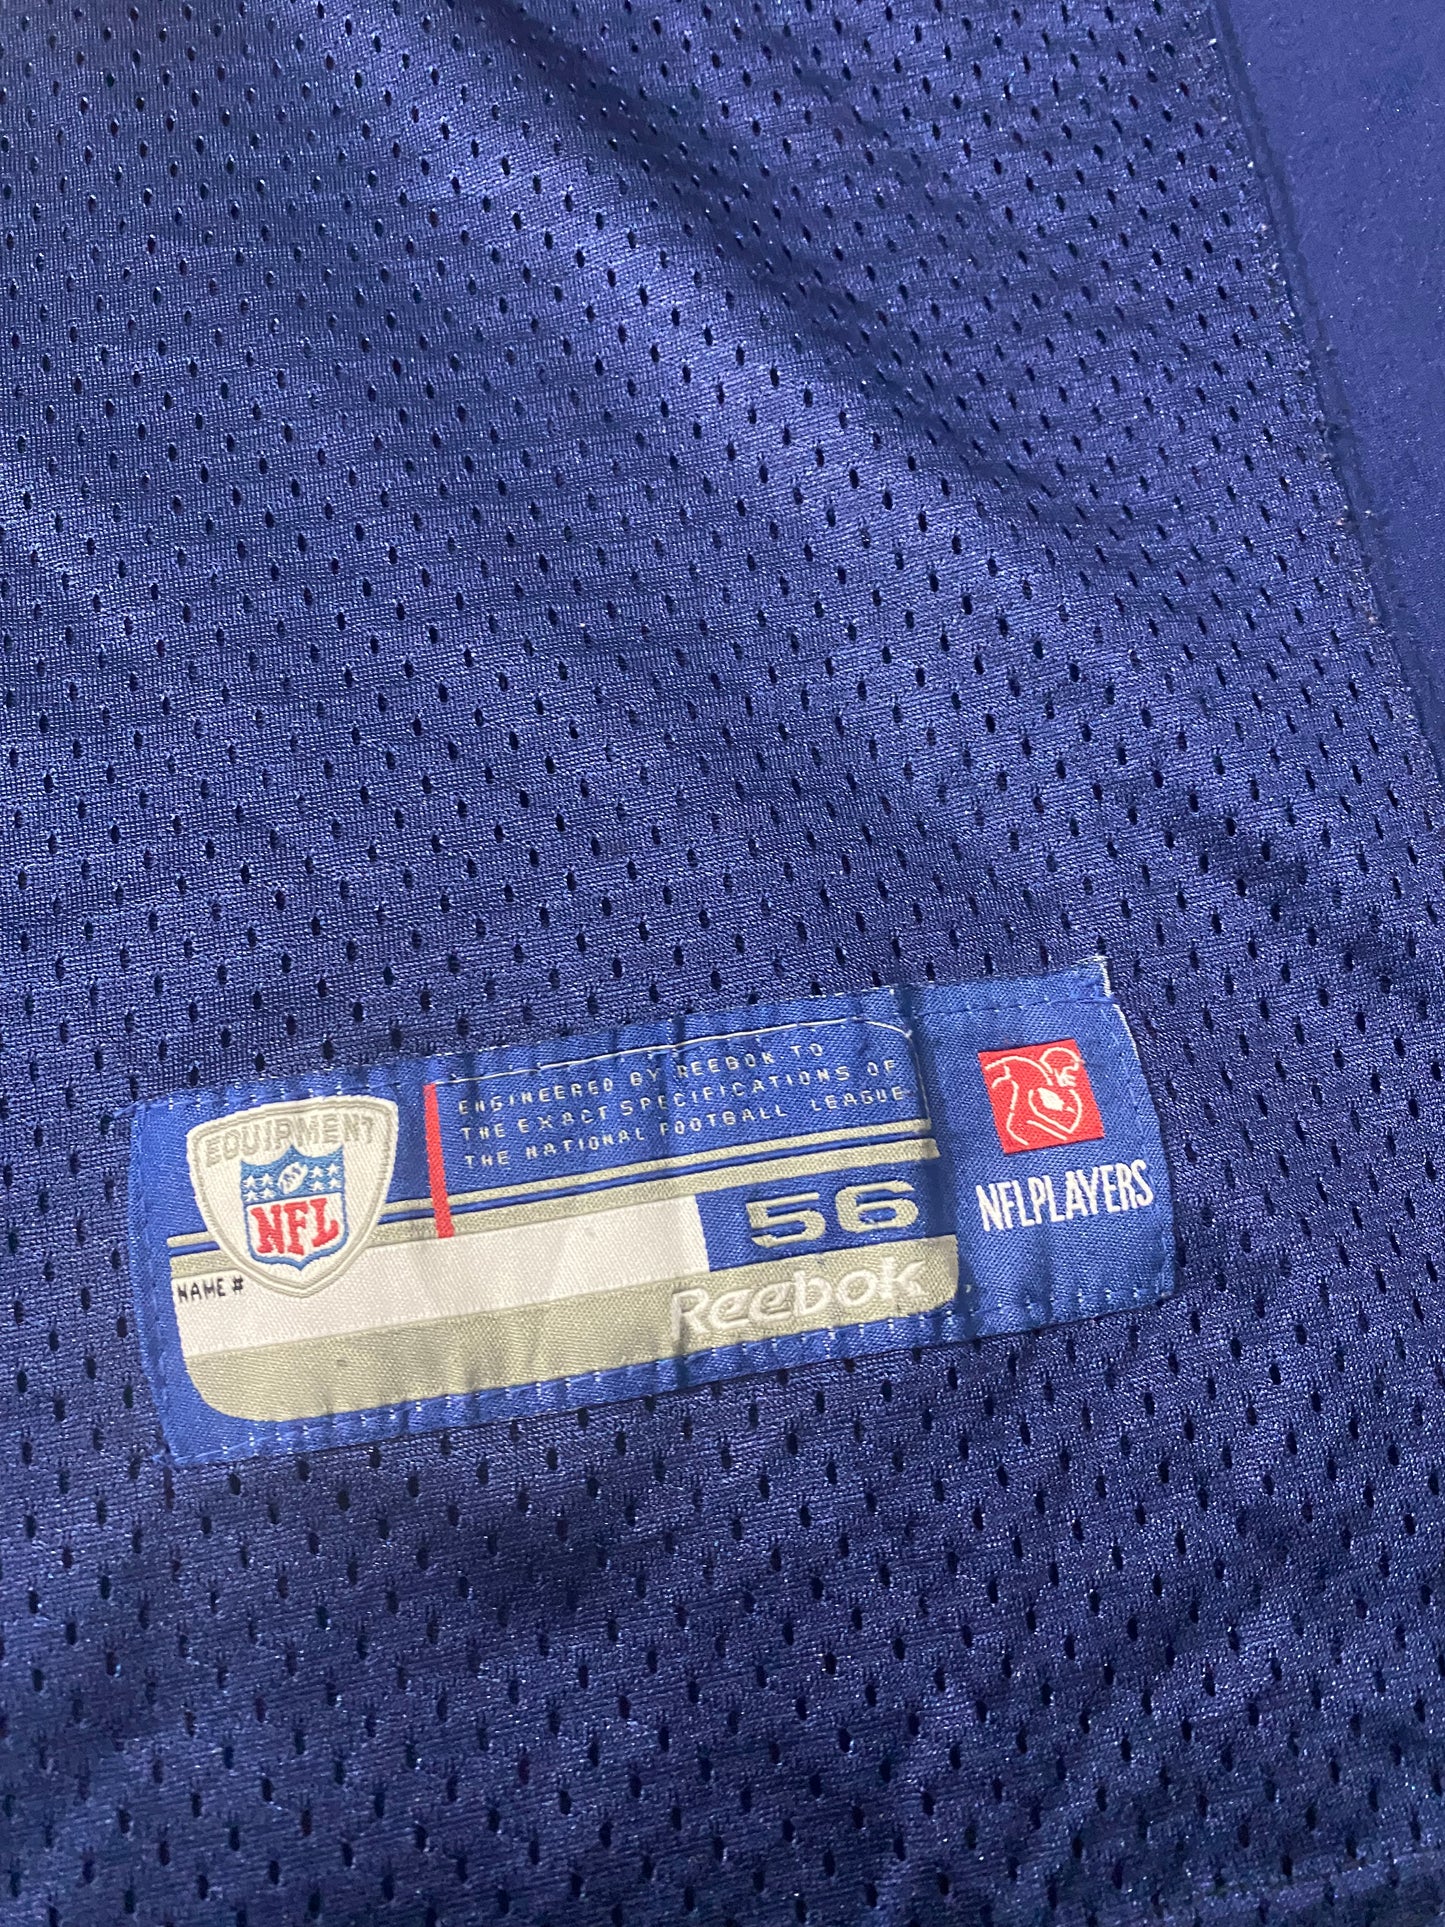 EQUIPMENT
NFL
ENGINEERED BY REEBOK TO
THE EXACT SPECIFICATIONS OF
THE NATIONAL FOOTBALL LEAGUE
NAME #
56
Reebok
NFLPLAYERS